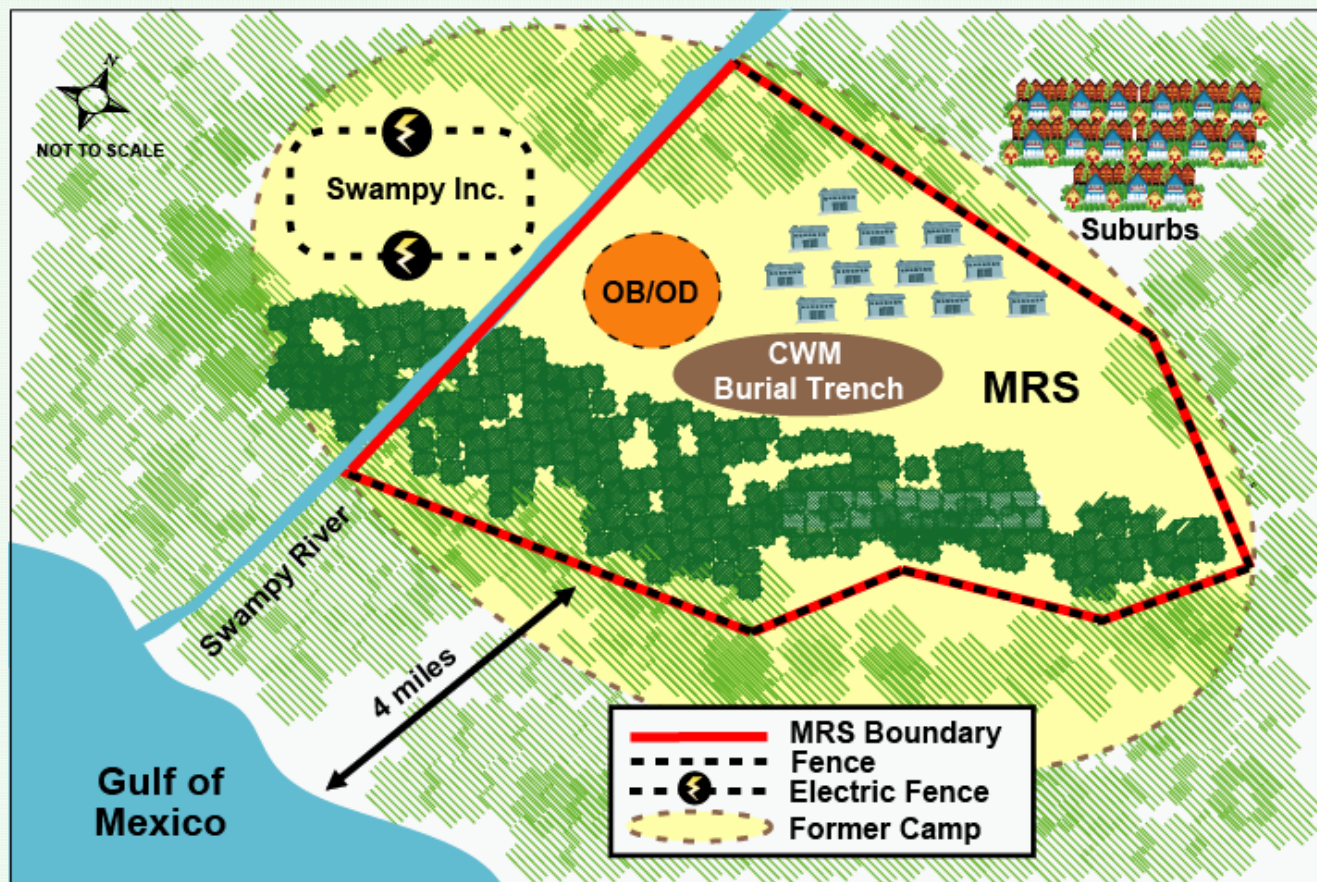 N
NOT TO SCALE
Swampy Inc.
Suburbs
OB/OD
CWM
Burial Trench
MRS
Swampy River
4 miles
Gulf of
Mexico
MRS Boundary
Fence
Electric Fence
Former Camp